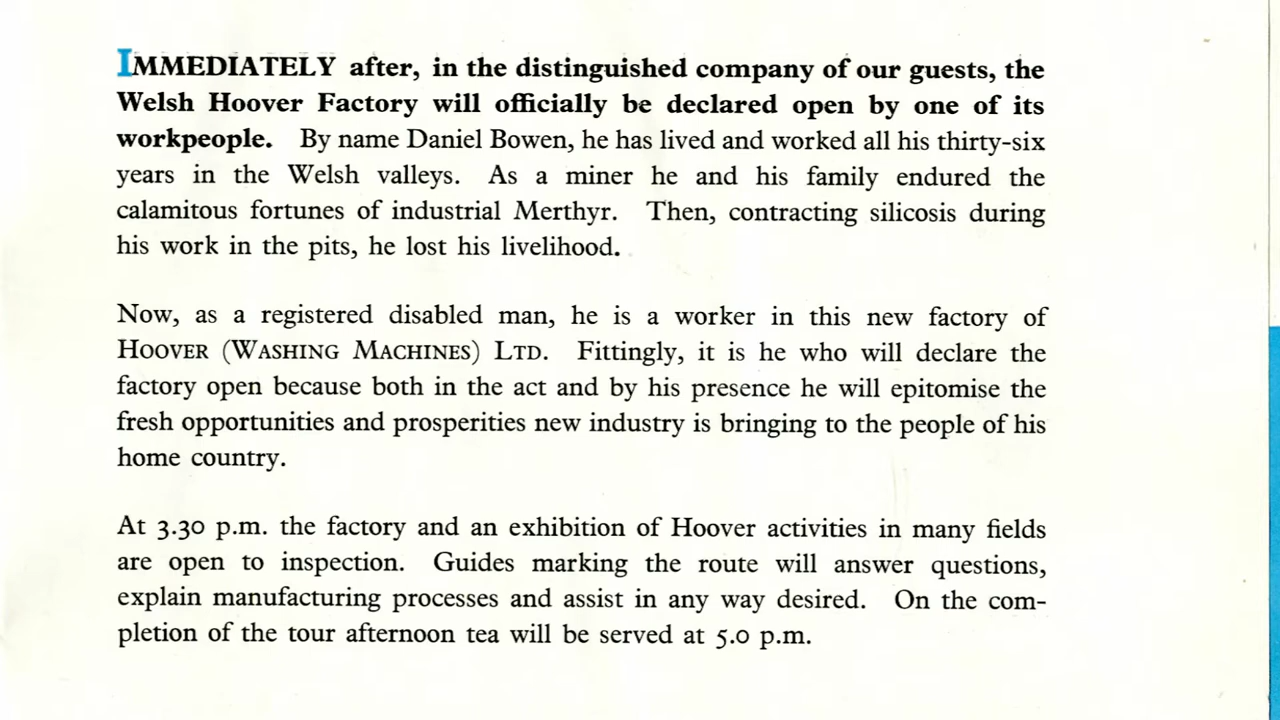 IMMEDIATELY after, in the distinguished company of our guests, the
Welsh Hoover Factory will officially be declared open by one of its
workpeople. By name Daniel Bowen, he has lived and worked all his thirty-six
years in the Welsh valleys. As a miner he and his family endured the
calamitous fortunes of industrial Merthyr. Then, contracting silicosis during
his work in the pits, he lost his livelihood.
Now, as a registered disabled man, he is a worker in this new factory of
HOOVER (WASHING MACHINES) LTD. Fittingly, it is he who will declare the
factory open because both in the act and by his presence he will epitomise the
fresh opportunities and prosperities new industry is bringing to the people of his
home country.
At 3.30 p.m. the factory and an exhibition of Hoover activities in many fields
are open to inspection. Guides marking the route will answer questions,
explain manufacturing processes and assist in any way desired. On the com-
pletion of the tour afternoon tea will be served at 5.0 p.m.